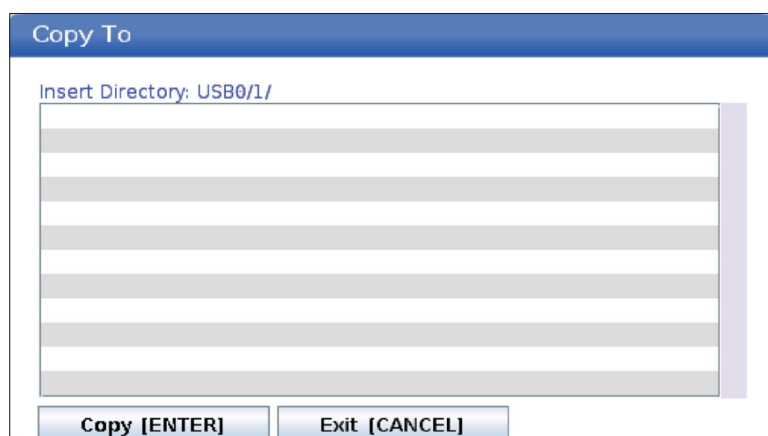 Copy To
Insert Directory: USB0/1/
Copy [ENTER] Exit [CANCEL]